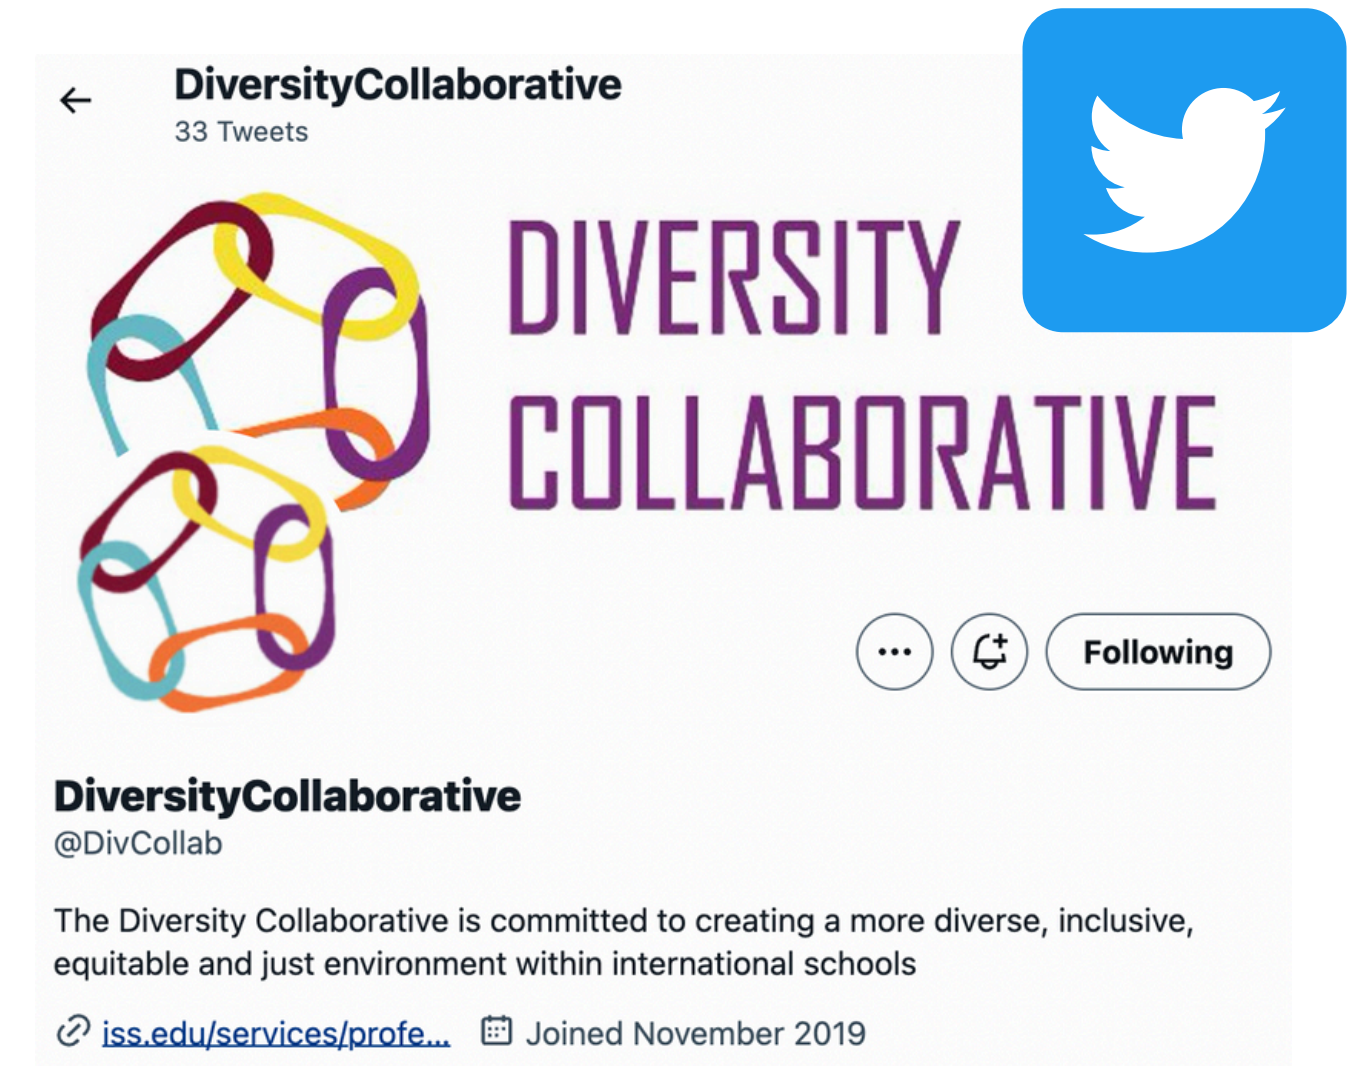 DiversityCollaborative
33 Tweets
DIVERSITY
COLLABORATIVE
Following
DiversityCollaborative
@DivCollab
The Diversity Collaborative is committed to creating a more diverse, inclusive,
equitable and just environment within international schools
iss.edu/services/profe... Joined November 2019